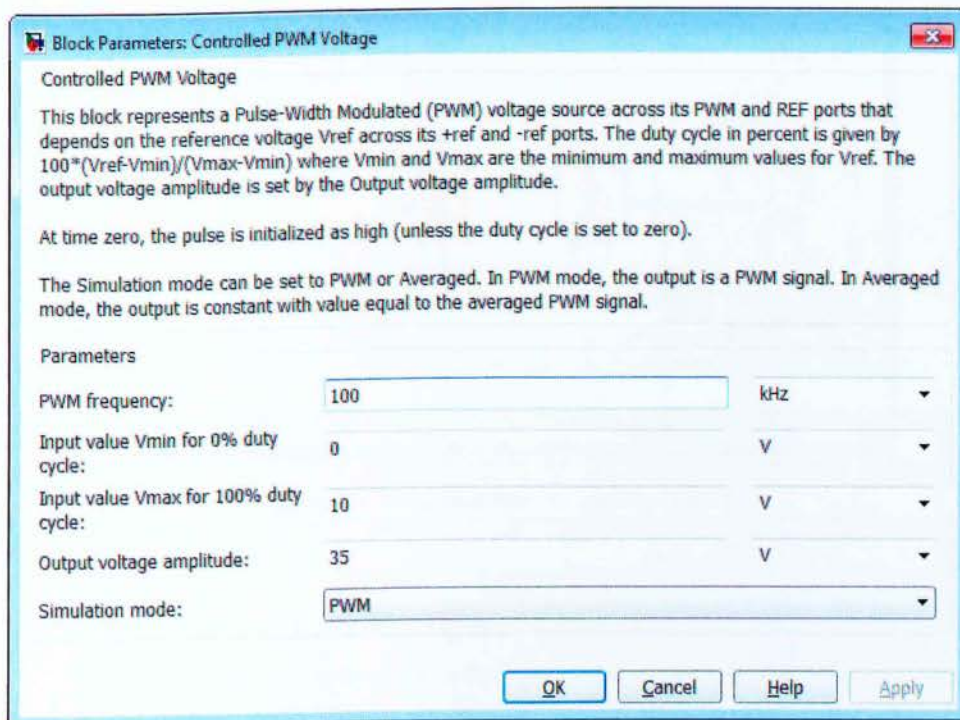 Block Parameters: Controlled PWM Voltage
Controlled PWM Voltage
This block represents a Pulse-Width Modulated (PWM) voltage source across its PWM and REF ports that
depends on the reference voltage Vref across its +ref and -ref ports. The duty cycle in percent is given by
100*(Vref-Vmin)/(Vmax-Vmin) where Vmin and Vmax are the minimum and maximum values for Vref. The
output voltage amplitude is set by the Output voltage amplitude.
At time zero, the pulse is initialized as high (unless the duty cycle is set to zero).
The Simulation mode can be set to PWM or Averaged. In PWM mode, the output is a PWM signal. In Averaged
mode, the output is constant with value equal to the averaged PWM signal.
Parameters
PWM frequency: 100 kHz
Input value Vmin for 0% duty
cycle: 0 V
Input value Vmax for 100% duty
cycle: 10 V
Output voltage amplitude: 35 V
Simulation mode: PWM
OK Cancel Help Apply